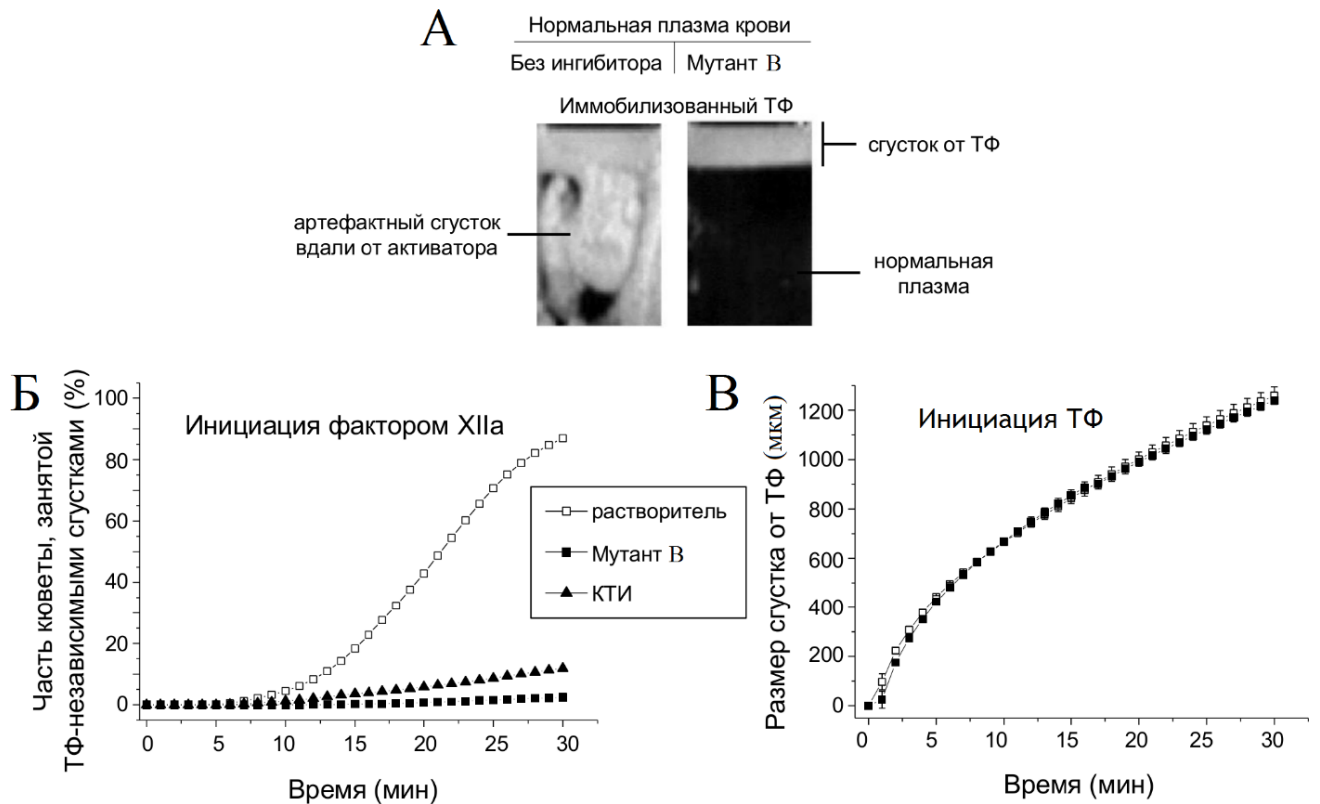 А
Нормальная плазма крови
Без ингибитора
Мутант В
Иммобилизованный ТФ
сгусток от ТФ
артефактный сгусток
вдали от активатора
нормальная
плазма
Б
Часть кюветы, занятой
ТФ-независимыми сгустками (%)
100
80
60
40
20
0
Инициация фактором XIIa
растворитель
Мутант В
КТИ
0 5 10 15 20 25 30
Время (мин)
В
Размер сгустка от ТФ (мкм)
1200
1000
800
600
400
200
0
Инициация ТФ
0 5 10 15 20 25 30
Время (мин)